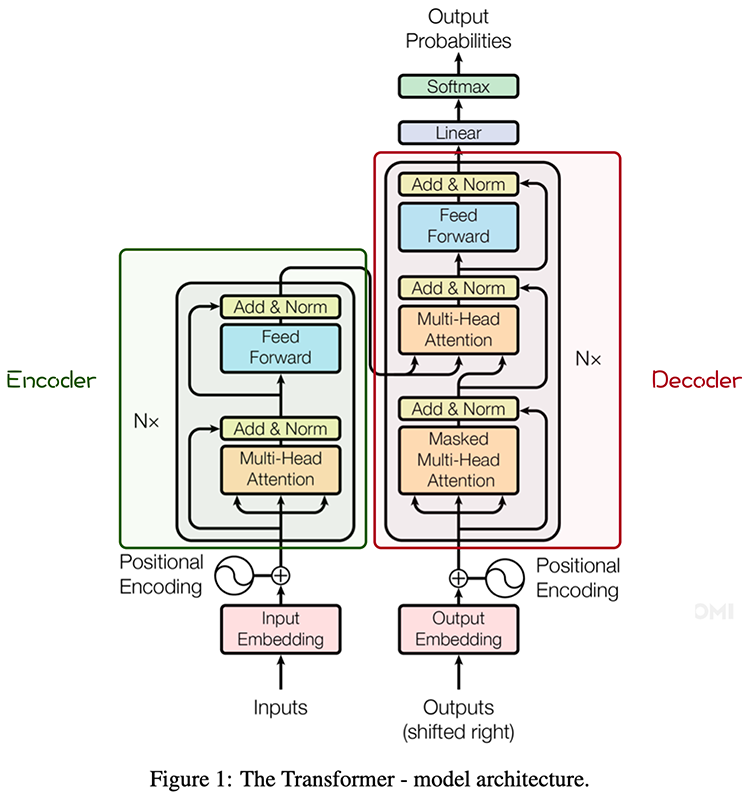 Output
Probabilities
Softmax
Linear
Add & Norm
Feed
Forward
Add & Norm
Multi-Head
Attention
Nx
Add & Norm
Masked
Multi-Head
Attention
Decoder
Encoder
Add & Norm
Feed
Forward
Nx
Add & Norm
Multi-Head
Attention
Positional
Encoding
Positional
Encoding
Input
Embedding
Output
Embedding
Inputs
Outputs
(shifted right)
OMI
Figure 1: The Transformer - model architecture.